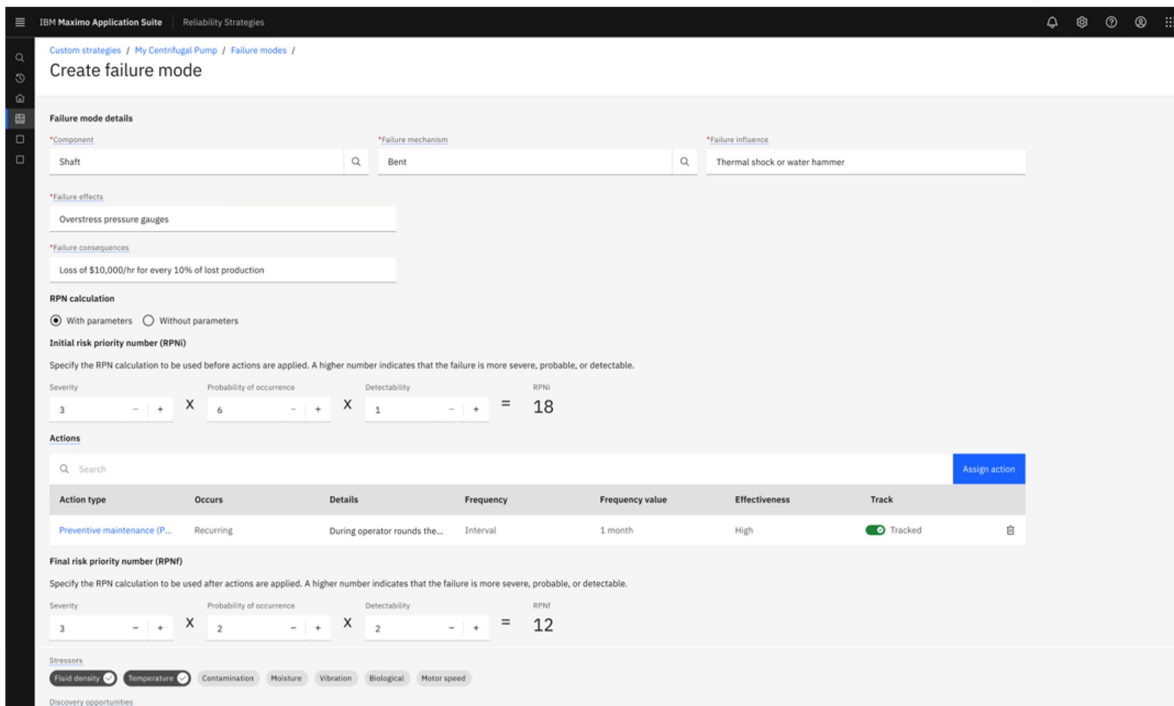 IBM Maximo Application Suite Reliability Strategies
Custom strategies / My Centrifugal Pump / Failure modes /
Create failure mode
Failure mode details
*Component *Failure mechanism *Failure influence
Shaft Bent Thermal shock or water hammer
*Failure effects
Overstress pressure gauges
*Failure consequences
Loss of $10,000/hr for every 10% of lost production
RPN calculation
With parameters Without parameters
Initial risk priority number (RPNi)
Specify the RPN calculation to be used before actions are applied. A higher number indicates that the failure is more severe, probable, or detectable.
Severity Probability of occurrence Detectability RPNi
3 − + X 6 − + X 1 − + = 18
Actions
Search Assign action
Action type Occurs Details Frequency Frequency value Effectiveness Track
Preventive maintenance (P... Recurring During operator rounds the... Interval 1 month High Tracked
Final risk priority number (RPNf)
Specify the RPN calculation to be used after actions are applied. A higher number indicates that the failure is more severe, probable, or detectable.
Severity Probability of occurrence Detectability RPNf
3 − + X 2 − + X 2 − + = 12
Stressors
Fluid density Temperature Contamination Moisture Vibration Biological Motor speed
Discovery opportunities